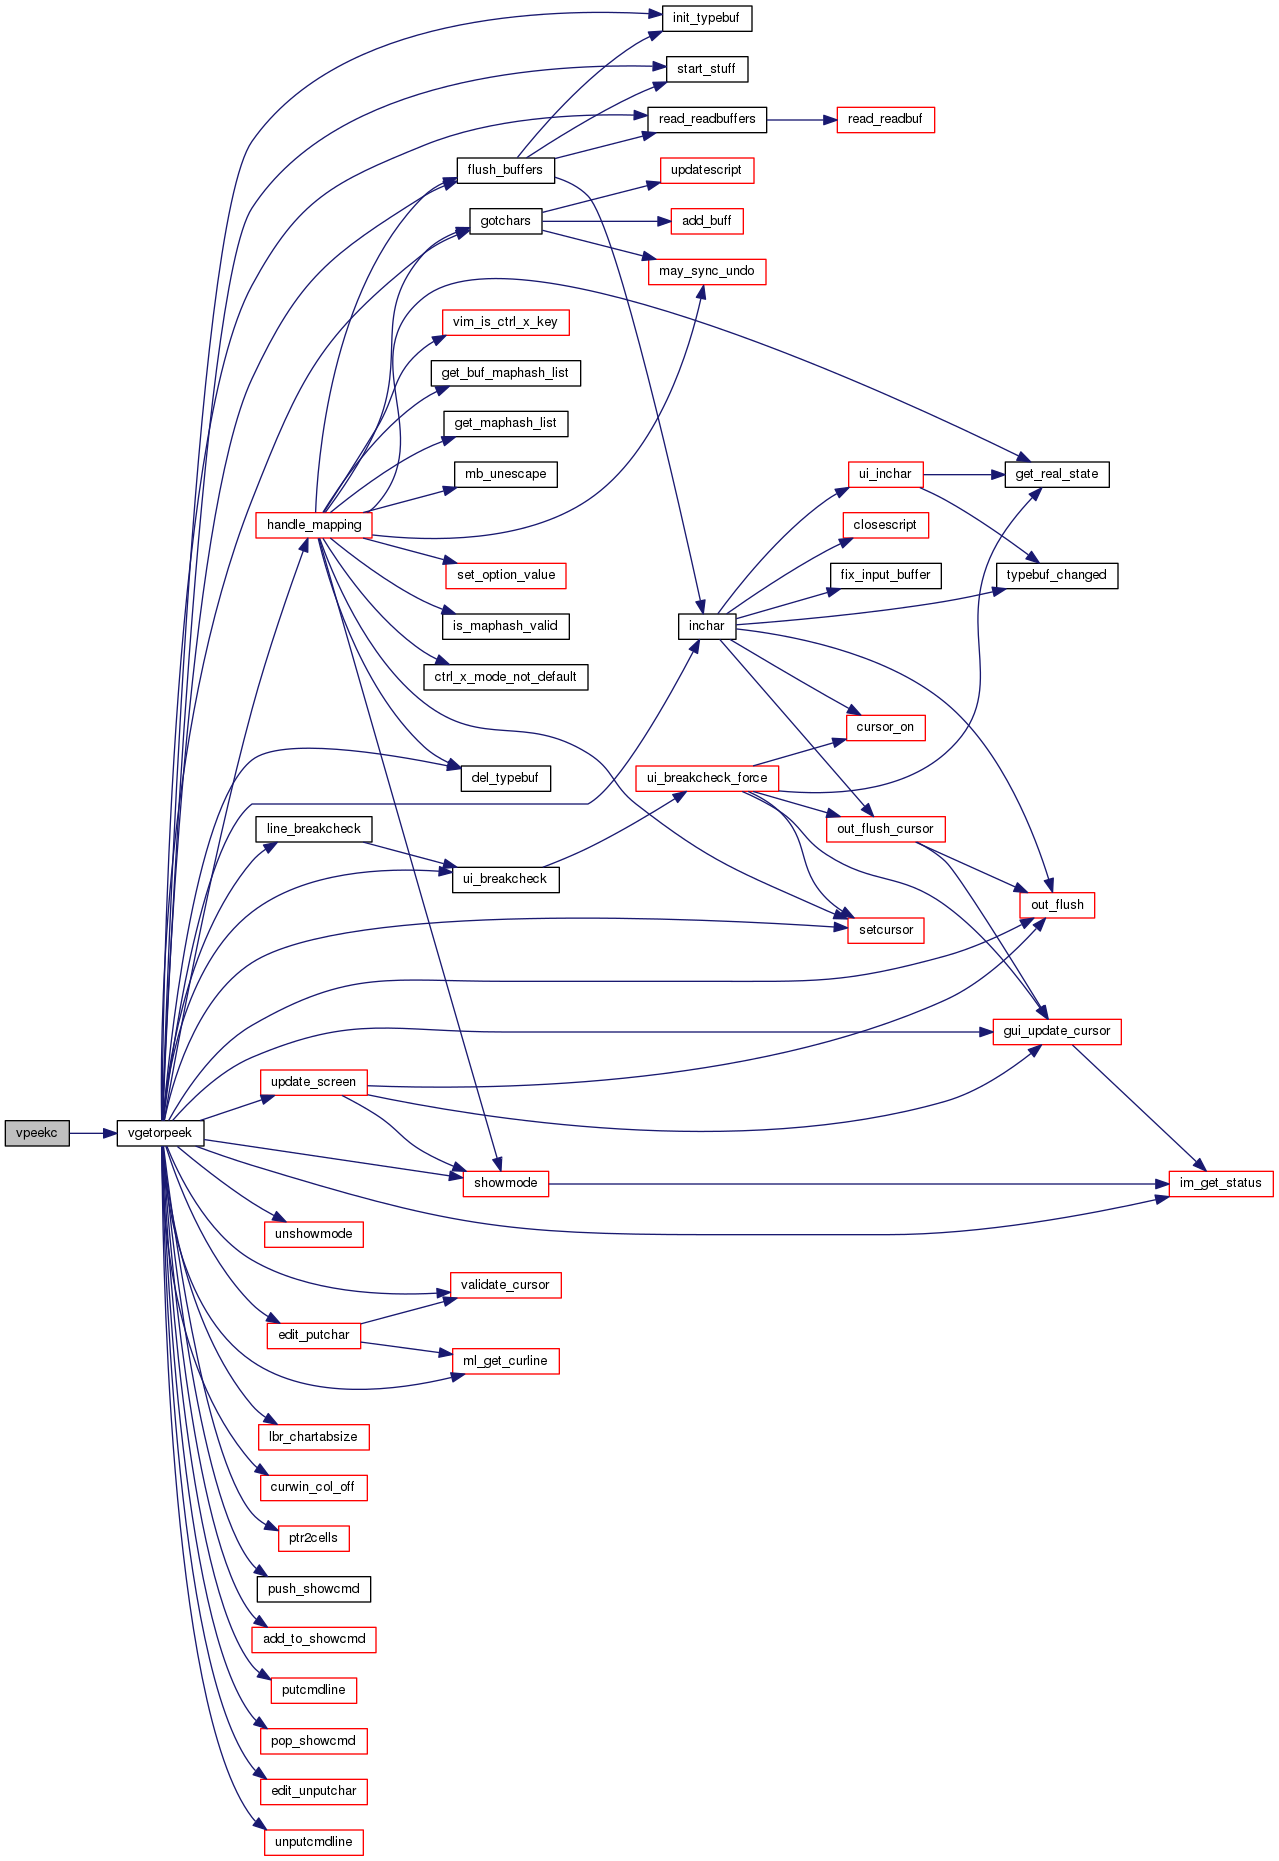 init_typebuf
start_stuff
read_readbuffers
read_readbuf
flush_buffers
updatescript
gotchars
add_buff
may_sync_undo
vim_is_ctrl_x_key
get_buf_maphash_list
get_maphash_list
mb_unescape
ui_inchar
get_real_state
handle_mapping
closescript
set_option_value
fix_input_buffer
typebuf_changed
is_maphash_valid
inchar
ctrl_x_mode_not_default
cursor_on
del_typebuf
ui_breakcheck_force
line_breakcheck
out_flush_cursor
ui_breakcheck
out_flush
setcursor
gui_update_cursor
update_screen
vpeekc
vgetorpeek
showmode
im_get_status
unshowmode
validate_cursor
edit_putchar
ml_get_curline
lbr_chartabsize
curwin_col_off
ptr2cells
push_showcmd
add_to_showcmd
putcmdline
pop_showcmd
edit_unputchar
unputcmdline